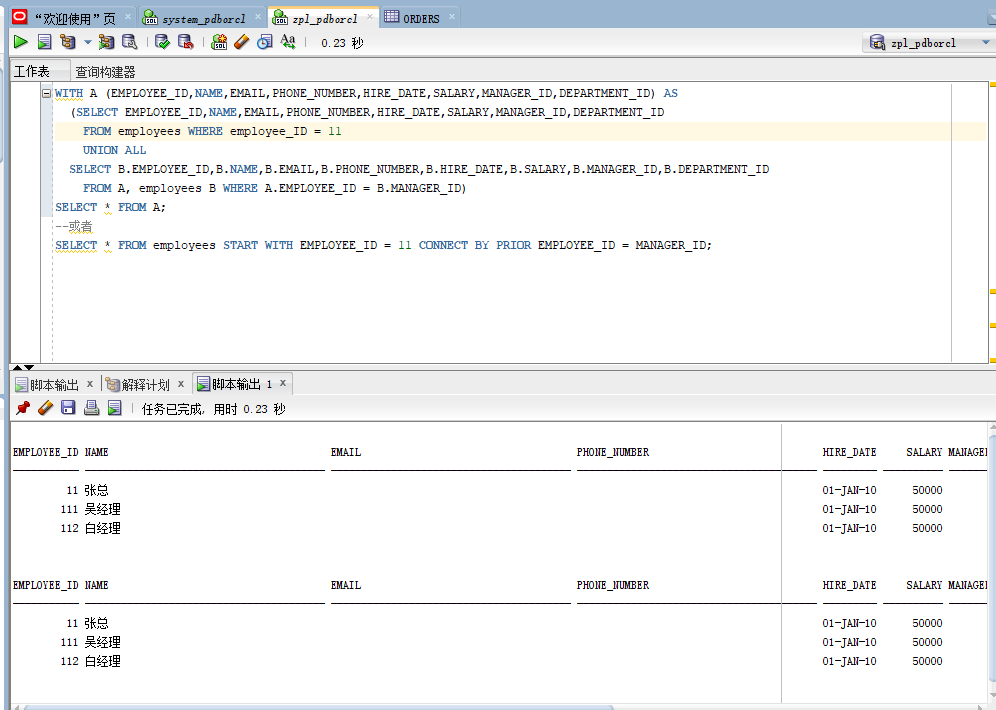 “欢迎使用”页 × system_pdborcl × zpl_pdborcl × ORDERS ×
0.23 秒 zpl_pdborcl
工作表 查询构建器
WITH A (EMPLOYEE_ID,NAME,EMAIL,PHONE_NUMBER,HIRE_DATE,SALARY,MANAGER_ID,DEPARTMENT_ID) AS
(SELECT EMPLOYEE_ID,NAME,EMAIL,PHONE_NUMBER,HIRE_DATE,SALARY,MANAGER_ID,DEPARTMENT_ID
FROM employees WHERE employee_ID = 11
UNION ALL
SELECT B.EMPLOYEE_ID,B.NAME,B.EMAIL,B.PHONE_NUMBER,B.HIRE_DATE,B.SALARY,B.MANAGER_ID,B.DEPARTMENT_ID
FROM A, employees B WHERE A.EMPLOYEE_ID = B.MANAGER_ID)
SELECT * FROM A;
--或者
SELECT * FROM employees START WITH EMPLOYEE_ID = 11 CONNECT BY PRIOR EMPLOYEE_ID = MANAGER_ID;
脚本输出 × 解释计划 × 脚本输出 1 ×
任务已完成, 用时 0.23 秒
EMPLOYEE_ID NAME EMAIL PHONE_NUMBER HIRE_DATE SALARY MANAGE
11 张总 01-JAN-10 50000
111 吴经理 01-JAN-10 50000
112 白经理 01-JAN-10 50000
EMPLOYEE_ID NAME EMAIL PHONE_NUMBER HIRE_DATE SALARY MANAGE
11 张总 01-JAN-10 50000
111 吴经理 01-JAN-10 50000
112 白经理 01-JAN-10 50000